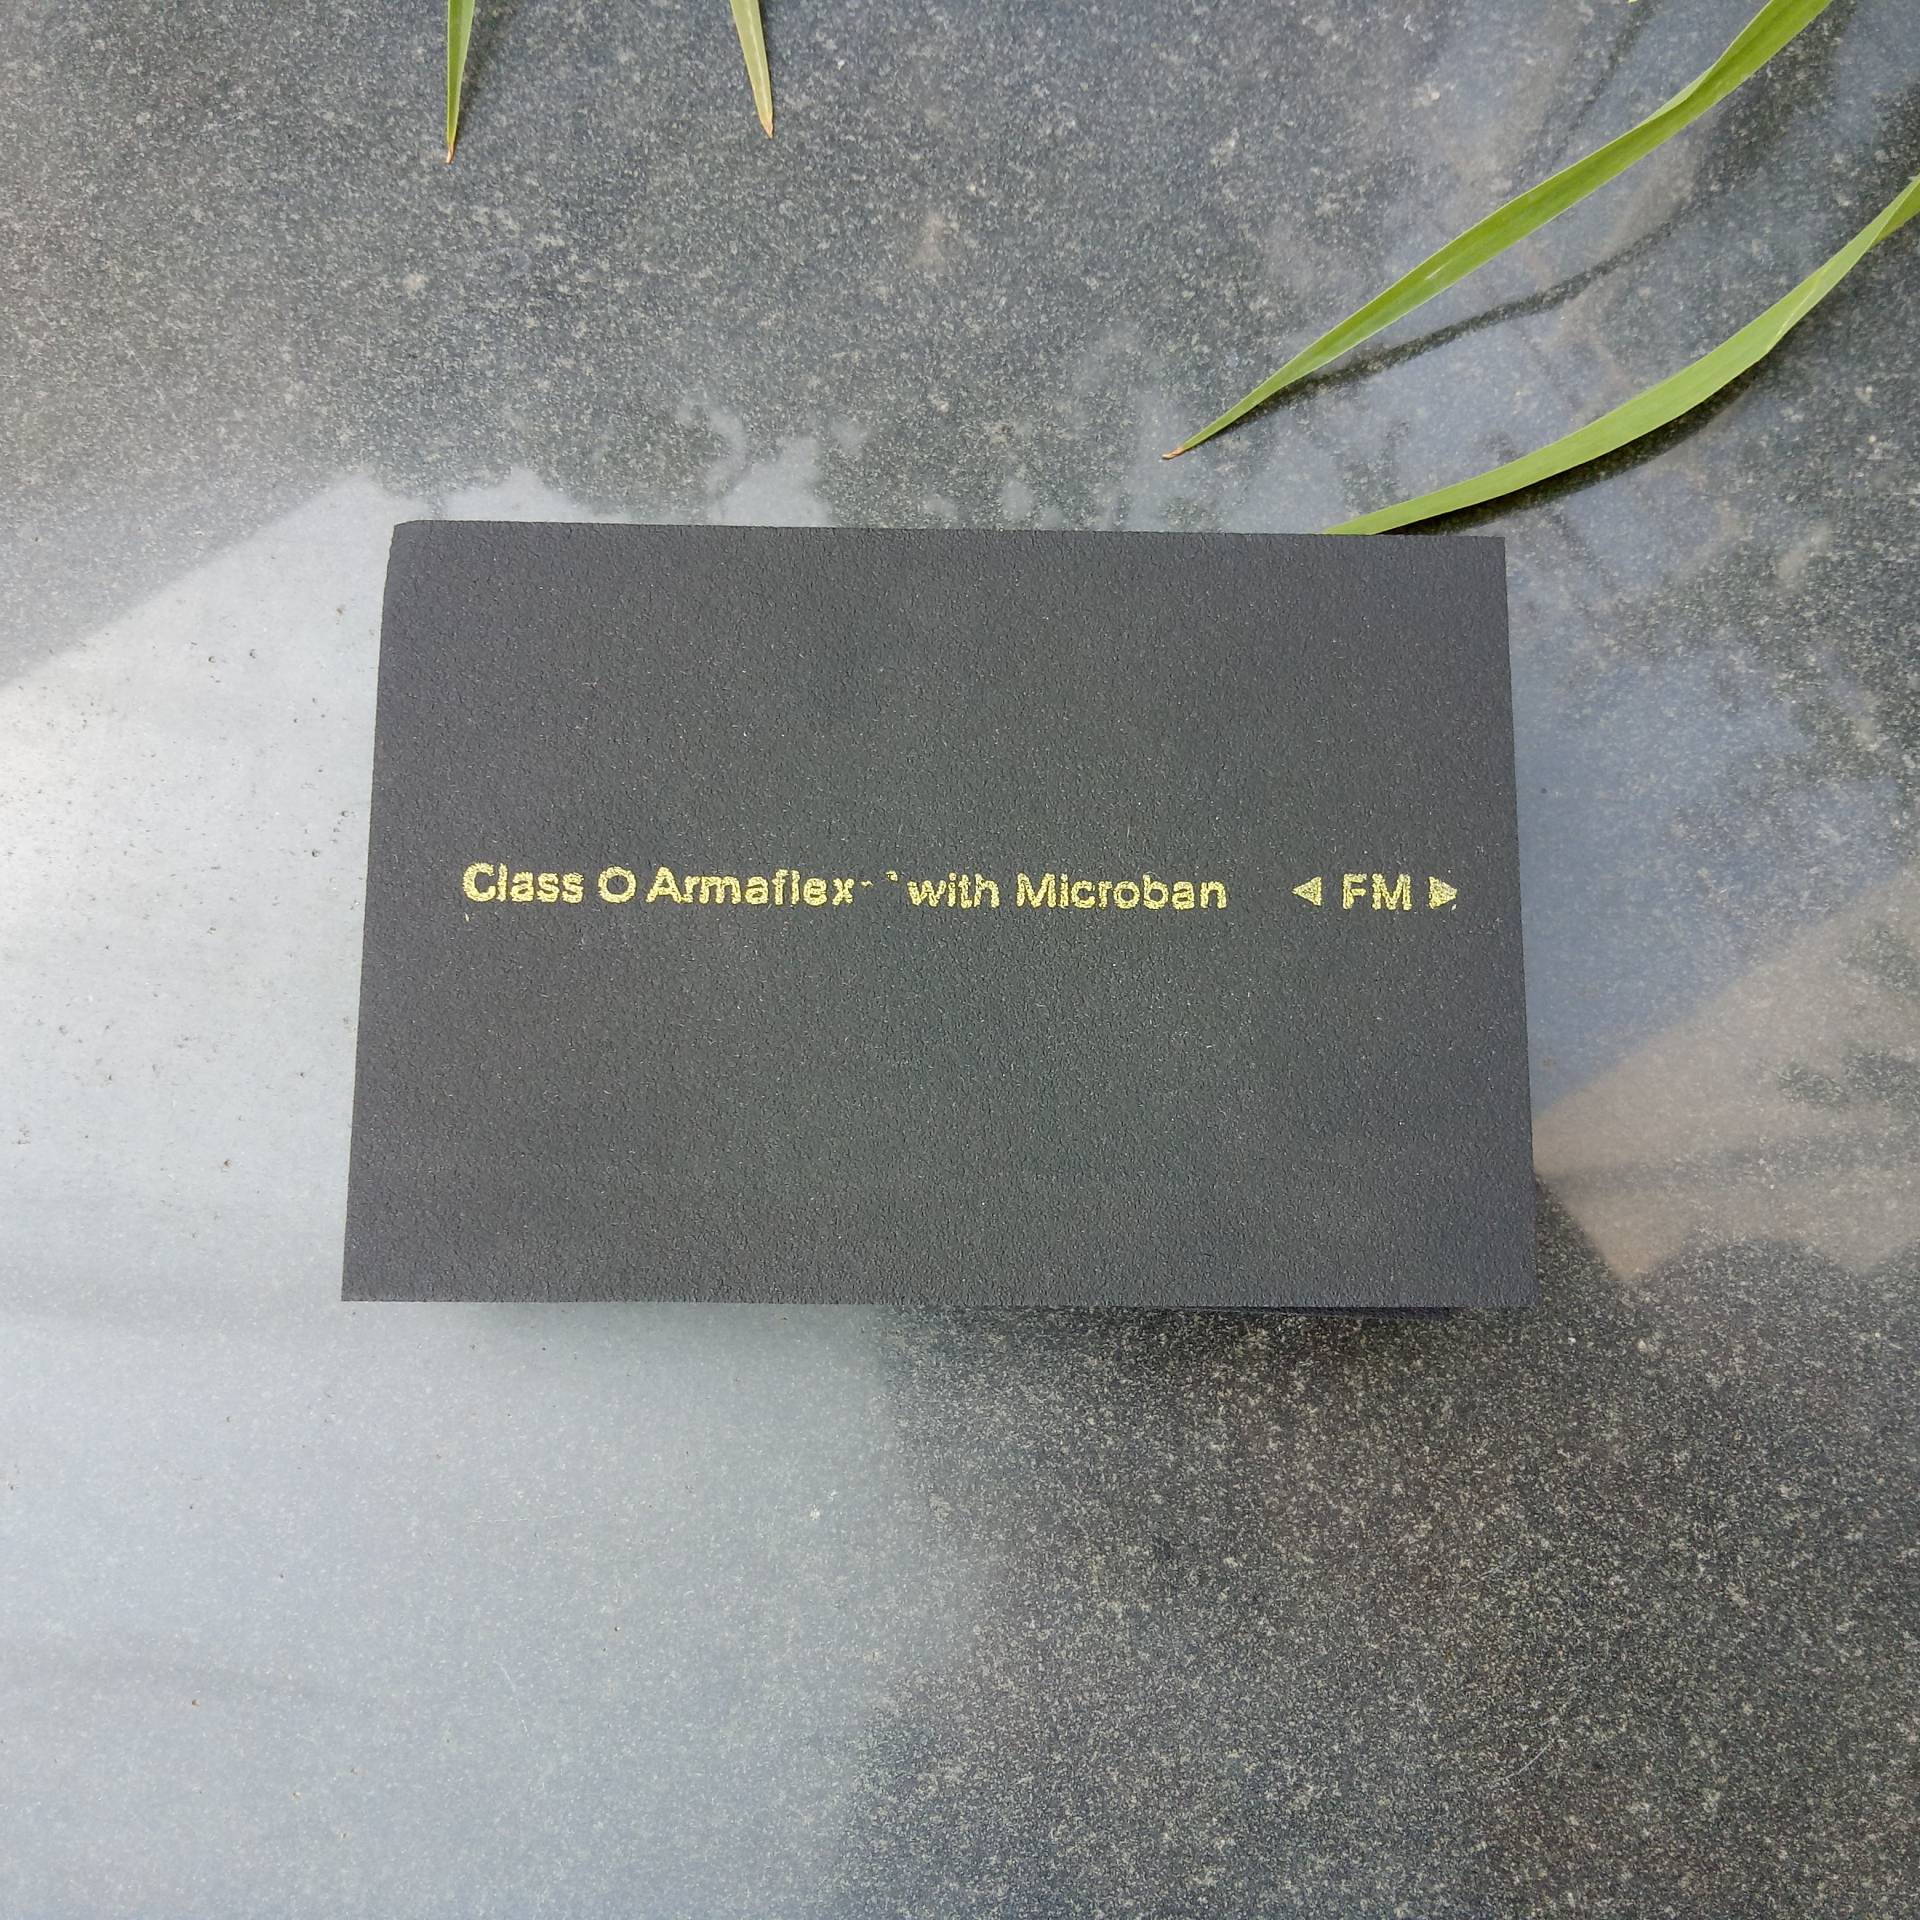 Class O Armaflex with Microban ◄ FM ►